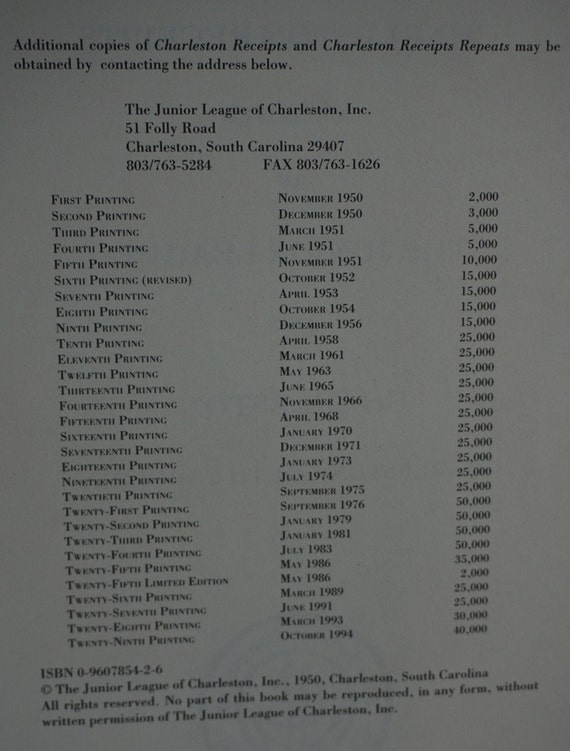 Additional copies of Charleston Receipts and Charleston Receipts Repeats may be
obtained by contacting the address below.
The Junior League of Charleston, Inc.
51 Folly Road
Charleston, South Carolina 29407
803/763-5284 FAX 803/763-1626
First Printing November 1950 2,000
Second Printing December 1950 3,000
Third Printing March 1951 5,000
Fourth Printing June 1951 5,000
Fifth Printing November 1951 10,000
Sixth Printing (revised) October 1952 15,000
Seventh Printing April 1953 15,000
Eighth Printing October 1954 15,000
Ninth Printing December 1956 15,000
Tenth Printing April 1958 25,000
Eleventh Printing March 1961 25,000
Twelfth Printing May 1963 25,000
Thirteenth Printing June 1965 25,000
Fourteenth Printing November 1966 25,000
Fifteenth Printing April 1968 25,000
Sixteenth Printing January 1970 25,000
Seventeenth Printing December 1971 25,000
Eighteenth Printing January 1973 25,000
Nineteenth Printing July 1974 25,000
Twentieth Printing September 1975 25,000
Twenty-First Printing September 1976 50,000
Twenty-Second Printing January 1979 50,000
Twenty-Third Printing January 1981 50,000
Twenty-Fourth Printing July 1983 50,000
Twenty-Fifth Printing May 1986 35,000
Twenty-Fifth Limited Edition May 1986 2,000
Twenty-Sixth Printing March 1989 25,000
Twenty-Seventh Printing June 1991 25,000
Twenty-Eighth Printing March 1993 30,000
Twenty-Ninth Printing October 1994 40,000
ISBN 0-9607854-2-6
© The Junior League of Charleston, Inc., 1950, Charleston, South Carolina
All rights reserved. No part of this book may be reproduced, in any form, without
written permission of The Junior League of Charleston, Inc.